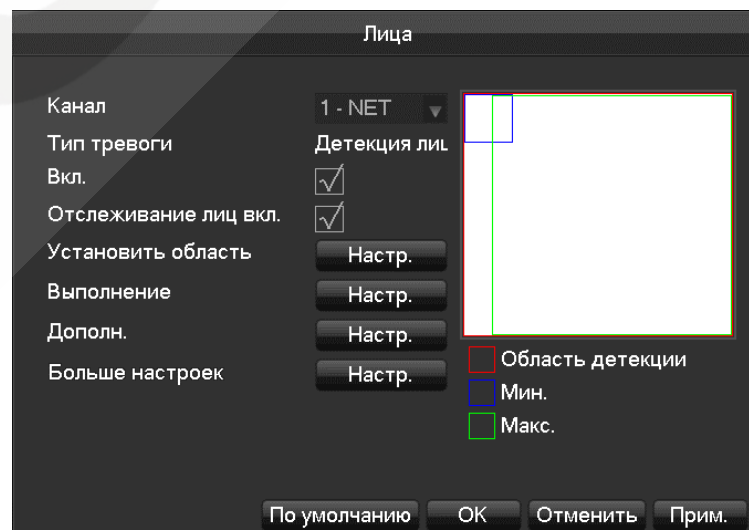 Лица
Канал 1 - NET
Тип тревоги Детекция лиц
Вкл.
Отслеживание лиц вкл.
Установить область Настр.
Выполнение Настр.
Дополн. Настр.
Больше настроек Настр.
Область детекции
Мин.
Макс.
По умолчанию OK Отменить Прим.